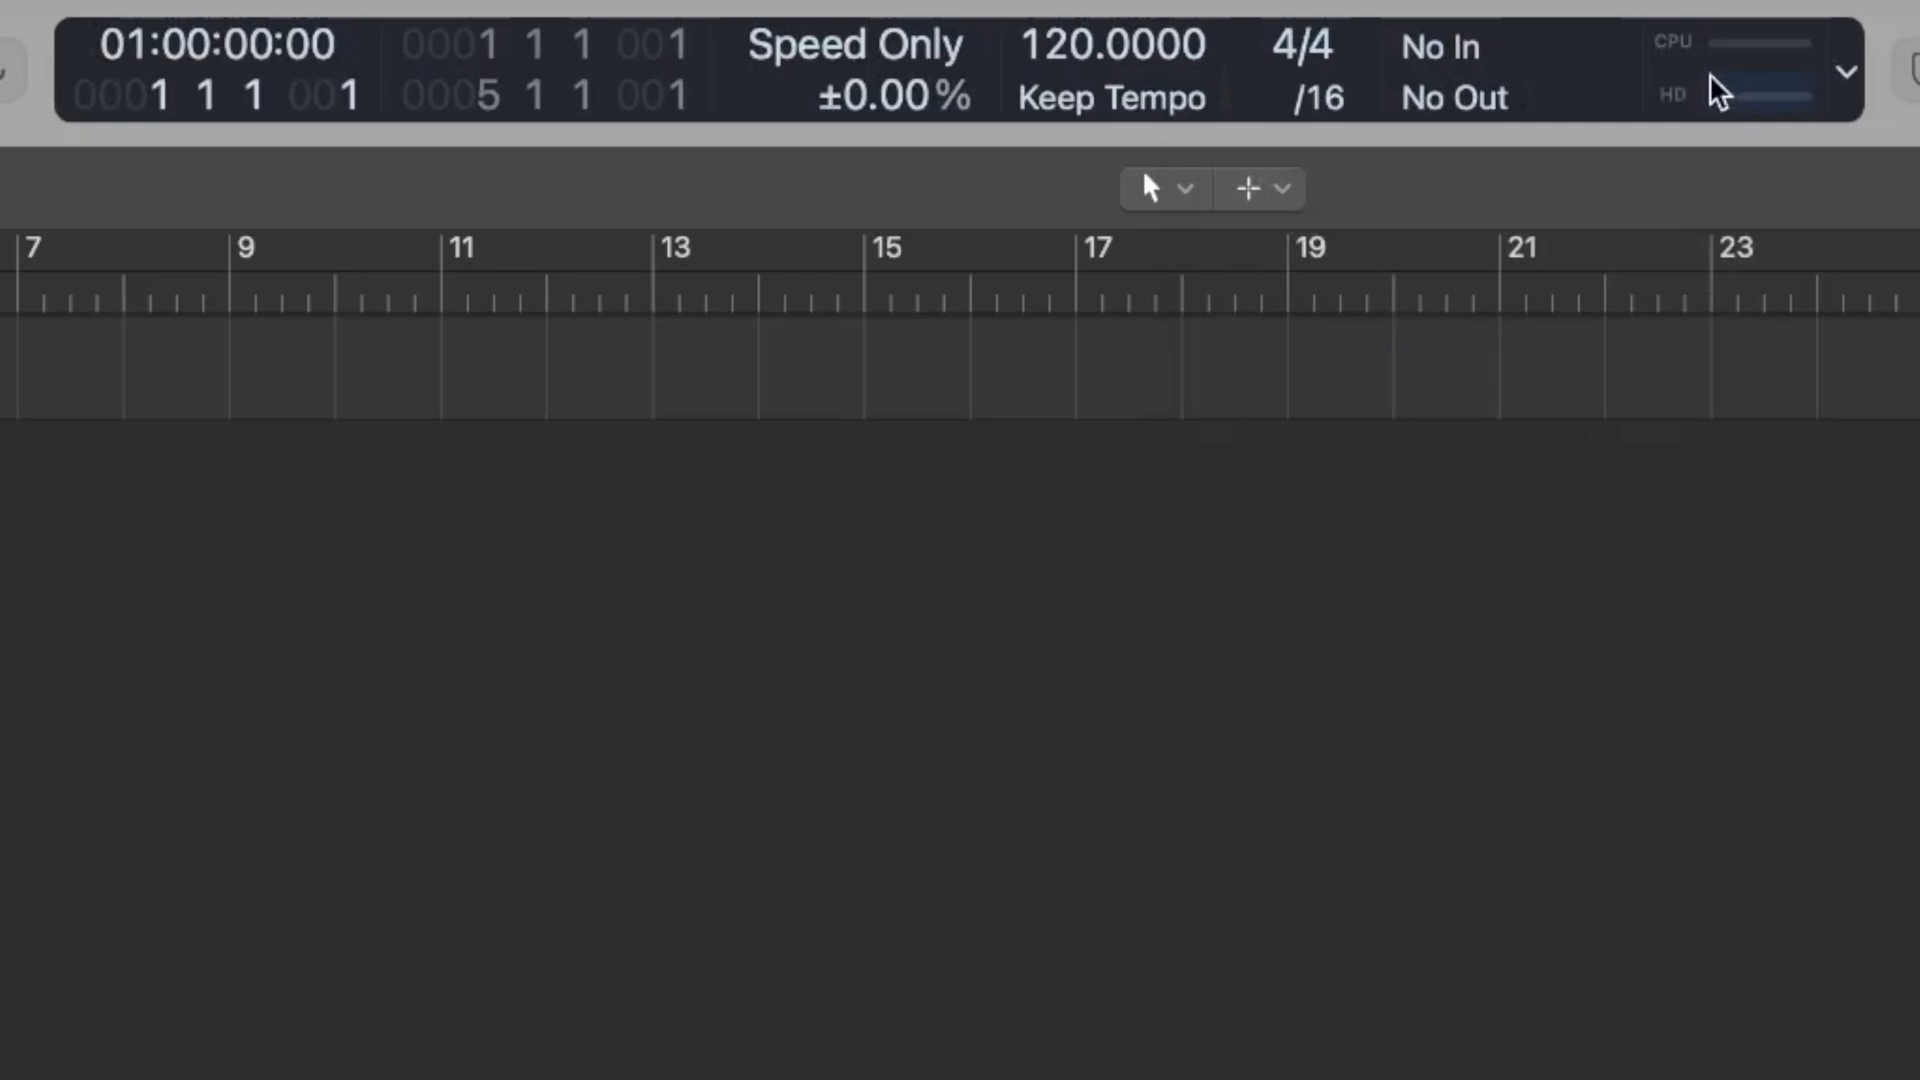 01:00:00:00 0001 1 1 001 Speed Only 120.0000 4/4 No In CPU
0001 1 1 001 0005 1 1 001 ±0.00% Keep Tempo /16 No Out HD
7 9 11 13 15 17 19 21 23